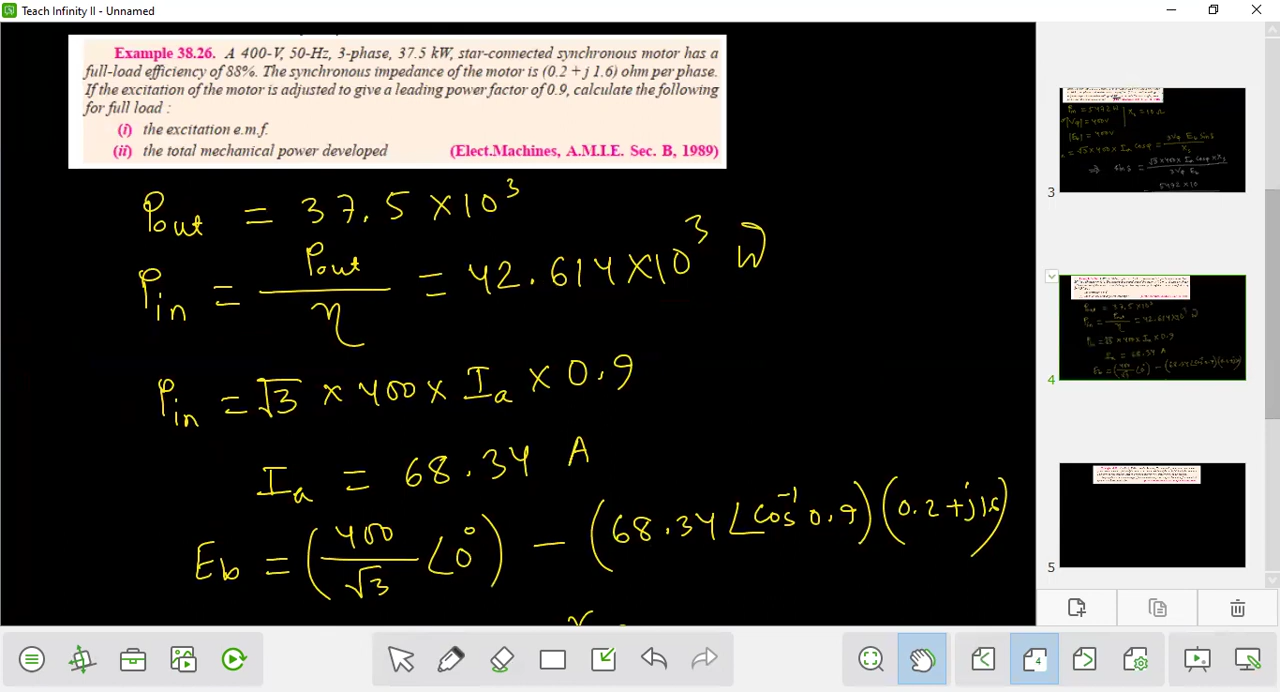 Teach Infinity II - Unnamed
Example 38.26. A 400-V, 50-Hz, 3-phase, 37.5 kW, star-connected synchronous motor has a
full-load efficiency of 88%. The synchronous impedance of the motor is (0.2 + j 1.6) ohm per phase.
If the excitation of the motor is adjusted to give a leading power factor of 0.9, calculate the following
for full load :
(i) the excitation e.m.f.
(ii) the total mechanical power developed (Elect.Machines, A.M.I.E. Sec. B, 1989)
Pout = 37.5 × 10³
Pin = Pout / η = 42.614 × 10³ W
Pin = √3 × 400 × Ia × 0.9
Ia = 68.34 A
Eb = (400/√3 ∠0°) − (68.34 ∠cos⁻¹ 0.9)(0.2 + j1.6)
3
4
5
4